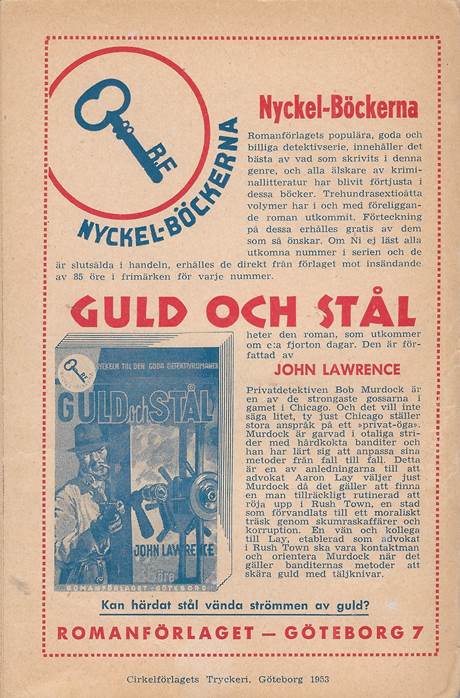 Nyckel-Böckerna
R.F.
NYCKEL-BÖCKERNA
Romanförlagets populära, goda och
billiga detektivserie, innehåller det
bästa av vad som skrivits i denna
genre, och alla älskare av krimi-
nallitteratur har blivit förtjusta i
dessa böcker. Trehundrasextioåtta
volymer har i och med föreliggan-
de roman utkommit. Förteckning
på dessa erhålles gratis av dem
som så önskar. Om Ni ej läst alla
utkomna nummer i serien och de
är slutsålda i handeln, erhålles de direkt från förlaget mot insändande
av 85 öre i frimärken för varje nummer.
GULD OCH STÅL
heter den roman, som utkommer
om c:a fjorton dagar. Den är för-
fattad av
JOHN LAWRENCE
Privatdetektiven Bob Murdock är
en av de strongaste gossarna i
gamet i Chicago. Och det vill inte
säga litet, ty just Chicago ställer
stora anspråk på ett »privat-öga».
Murdock är garvad i otaliga stri-
der med hårdkokta banditer och
han har lärt sig att anpassa sina
metoder från fall till fall. Detta
är en av anledningarna till att
advokat Aaron Lay väljer just
Murdock då det gäller att finna
en man tillräckligt rutinerad att
röja upp i Rush Town, en stad
som förvandlats till ett moraliskt
träsk genom skumraskaffärer och
korruption. En vän och kollega
till Lay, etablerad som advokat
i Rush Town ska vara kontaktman
och orientera Murdock när det
gäller banditernas metoder att
skära guld med täljknivar.
NYCKELN TILL DEN GODA DETEKTIVROMANEN
GULD och STÅL
JOHN LAWRENCE
85 öre
ROMANFÖRLAGET - GÖTEBORG
Kan härdat stål vända strömmen av guld?
ROMANFÖRLAGET — GÖTEBORG 7
Cirkelförlagets Tryckeri, Göteborg 1953